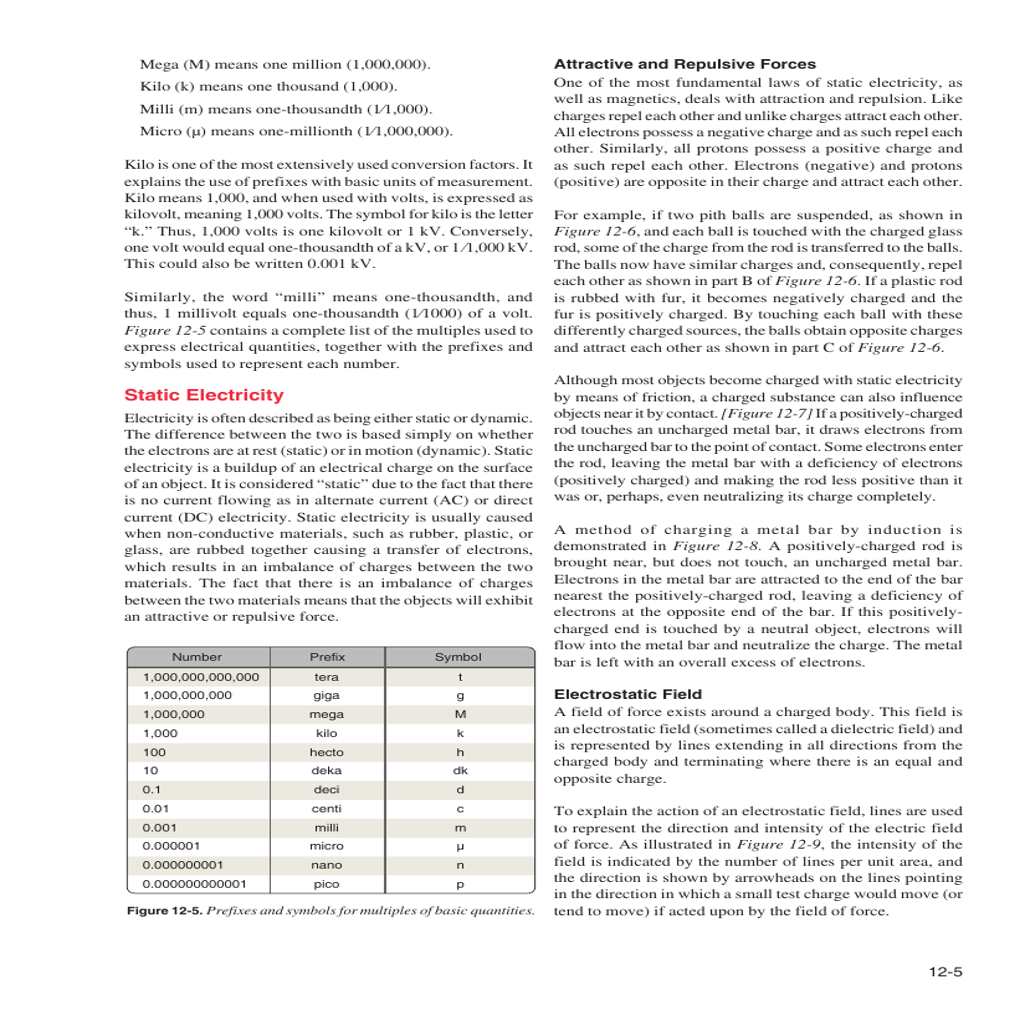 Mega (M) means one million (1,000,000).
Kilo (k) means one thousand (1,000).
Milli (m) means one-thousandth (1⁄1,000).
Micro (µ) means one-millionth (1⁄1,000,000).
Kilo is one of the most extensively used conversion factors. It
explains the use of prefixes with basic units of measurement.
Kilo means 1,000, and when used with volts, is expressed as
kilovolt, meaning 1,000 volts. The symbol for kilo is the letter
“k.” Thus, 1,000 volts is one kilovolt or 1 kV. Conversely,
one volt would equal one-thousandth of a kV, or 1 ⁄1,000 kV.
This could also be written 0.001 kV.
Similarly, the word “milli” means one-thousandth, and
thus, 1 millivolt equals one-thousandth (1⁄1000) of a volt.
Figure 12-5 contains a complete list of the multiples used to
express electrical quantities, together with the prefixes and
symbols used to represent each number.
Static Electricity
Electricity is often described as being either static or dynamic.
The difference between the two is based simply on whether
the electrons are at rest (static) or in motion (dynamic). Static
electricity is a buildup of an electrical charge on the surface
of an object. It is considered “static” due to the fact that there
is no current flowing as in alternate current (AC) or direct
current (DC) electricity. Static electricity is usually caused
when non-conductive materials, such as rubber, plastic, or
glass, are rubbed together causing a transfer of electrons,
which results in an imbalance of charges between the two
materials. The fact that there is an imbalance of charges
between the two materials means that the objects will exhibit
an attractive or repulsive force.
Number Prefix Symbol
1,000,000,000,000 tera t
1,000,000,000 giga g
1,000,000 mega M
1,000 kilo k
100 hecto h
10 deka dk
0.1 deci d
0.01 centi c
0.001 milli m
0.000001 micro µ
0.000000001 nano n
0.000000000001 pico p
Figure 12-5. Prefixes and symbols for multiples of basic quantities.
Attractive and Repulsive Forces
One of the most fundamental laws of static electricity, as
well as magnetics, deals with attraction and repulsion. Like
charges repel each other and unlike charges attract each other.
All electrons possess a negative charge and as such repel each
other. Similarly, all protons possess a positive charge and
as such repel each other. Electrons (negative) and protons
(positive) are opposite in their charge and attract each other.
For example, if two pith balls are suspended, as shown in
Figure 12-6, and each ball is touched with the charged glass
rod, some of the charge from the rod is transferred to the balls.
The balls now have similar charges and, consequently, repel
each other as shown in part B of Figure 12-6. If a plastic rod
is rubbed with fur, it becomes negatively charged and the
fur is positively charged. By touching each ball with these
differently charged sources, the balls obtain opposite charges
and attract each other as shown in part C of Figure 12-6.
Although most objects become charged with static electricity
by means of friction, a charged substance can also influence
objects near it by contact. [Figure 12-7] If a positively-charged
rod touches an uncharged metal bar, it draws electrons from
the uncharged bar to the point of contact. Some electrons enter
the rod, leaving the metal bar with a deficiency of electrons
(positively charged) and making the rod less positive than it
was or, perhaps, even neutralizing its charge completely.
A method of charging a metal bar by induction is
demonstrated in Figure 12-8. A positively-charged rod is
brought near, but does not touch, an uncharged metal bar.
Electrons in the metal bar are attracted to the end of the bar
nearest the positively-charged rod, leaving a deficiency of
electrons at the opposite end of the bar. If this positively-
charged end is touched by a neutral object, electrons will
flow into the metal bar and neutralize the charge. The metal
bar is left with an overall excess of electrons.
Electrostatic Field
A field of force exists around a charged body. This field is
an electrostatic field (sometimes called a dielectric field) and
is represented by lines extending in all directions from the
charged body and terminating where there is an equal and
opposite charge.
To explain the action of an electrostatic field, lines are used
to represent the direction and intensity of the electric field
of force. As illustrated in Figure 12-9, the intensity of the
field is indicated by the number of lines per unit area, and
the direction is shown by arrowheads on the lines pointing
in the direction in which a small test charge would move (or
tend to move) if acted upon by the field of force.
12-5